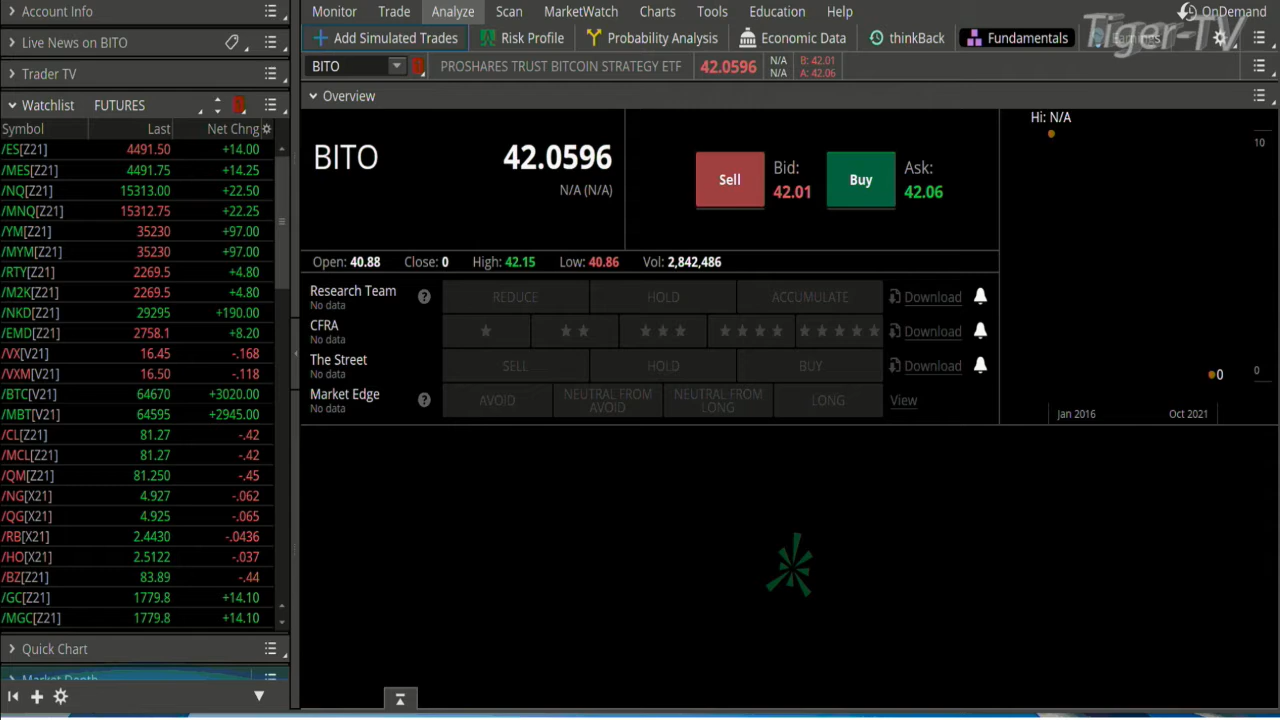 Account Info
Live News on BITO
Trader TV
Watchlist FUTURES
Symbol Last Net Chng
/ES[Z21] 4491.50 +14.00
/MES[Z21] 4491.75 +14.25
/NQ[Z21] 15313.00 +22.50
/MNQ[Z21] 15312.75 +22.25
/YM[Z21] 35230 +97.00
/MYM[Z21] 35230 +97.00
/RTY[Z21] 2269.5 +4.80
/M2K[Z21] 2269.5 +4.80
/NKD[Z21] 29295 +190.00
/EMD[Z21] 2758.1 +8.20
/VX[V21] 16.45 -.168
/VXM[V21] 16.50 -.118
/BTC[V21] 64670 +3020.00
/MBT[V21] 64595 +2945.00
/CL[Z21] 81.27 -.42
/MCL[Z21] 81.27 -.42
/QM[Z21] 81.250 -.45
/NG[X21] 4.927 -.062
/QG[X21] 4.925 -.065
/RB[X21] 2.4430 -.0436
/HO[X21] 2.5122 -.037
/BZ[Z21] 83.89 -.44
/GC[Z21] 1779.8 +14.10
/MGC[Z21] 1779.8 +14.10
Quick Chart
Market Depth
Monitor Trade Analyze Scan MarketWatch Charts Tools Education Help OnDemand
Tiger-TV
Add Simulated Trades Risk Profile Probability Analysis Economic Data thinkBack Fundamentals Earnings
BITO PROSHARES TRUST BITCOIN STRATEGY ETF 42.0596 N/A B: 42.01
N/A A: 42.06
Overview
BITO 42.0596
N/A (N/A)
Sell Bid: 42.01 Buy Ask: 42.06
Open: 40.88 Close: 0 High: 42.15 Low: 40.86 Vol: 2,842,486
Research Team REDUCE HOLD ACCUMULATE Download
No data
CFRA Download
No data
The Street SELL HOLD BUY Download
No data
Market Edge AVOID NEUTRAL FROM AVOID NEUTRAL FROM LONG LONG View
No data
Hi: N/A
10
0 0
Jan 2016 Oct 2021